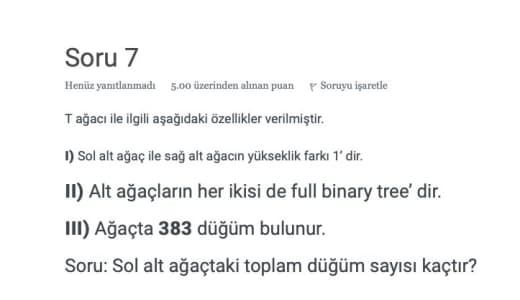 Soru 7
Henüz yanıtlanmadı 5.00 üzerinden alınan puan Soruyu işaretle
T ağacı ile ilgili aşağıdaki özellikler verilmiştir.
I) Sol alt ağaç ile sağ alt ağacın yükseklik farkı 1' dir.
II) Alt ağaçların her ikisi de full binary tree' dir.
III) Ağaçta 383 düğüm bulunur.
Soru: Sol alt ağaçtaki toplam düğüm sayısı kaçtır?